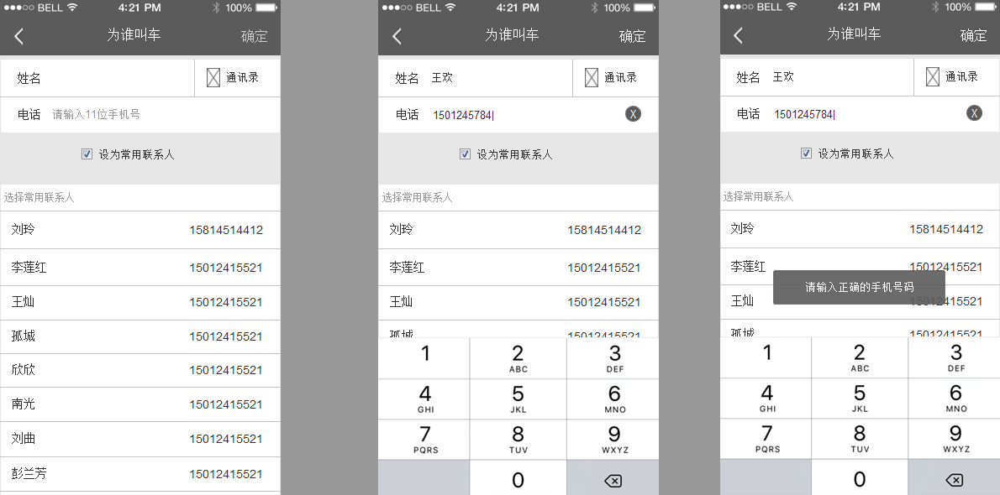 BELL 4:21 PM 100%
为谁叫车 确定
姓名 通讯录
电话 请输入11位手机号
设为常用联系人
选择常用联系人
刘玲 15814514412
李莲红 15012415521
王灿 15012415521
孤城 15012415521
欣欣 15012415521
南光 15012415521
刘曲 15012415521
彭兰芳 15012415521
BELL 4:21 PM 100%
为谁叫车 确定
姓名 王欢 通讯录
电话 1501245784 X
设为常用联系人
选择常用联系人
刘玲 15814514412
李莲红 15012415521
王灿 15012415521
孤城 15012415521
1 2 3
ABC DEF
4 5 6
GHI JKL MNO
7 8 9
PQRS TUV WXYZ
0
BELL 4:21 PM 100%
为谁叫车 确定
姓名 王欢 通讯录
电话 1501245784 X
设为常用联系人
选择常用联系人
刘玲 15814514412
李莲红 15012415521
请输入正确的手机号码
王灿 15012415521
孤城 15012415521
1 2 3
ABC DEF
4 5 6
GHI JKL MNO
7 8 9
PQRS TUV WXYZ
0